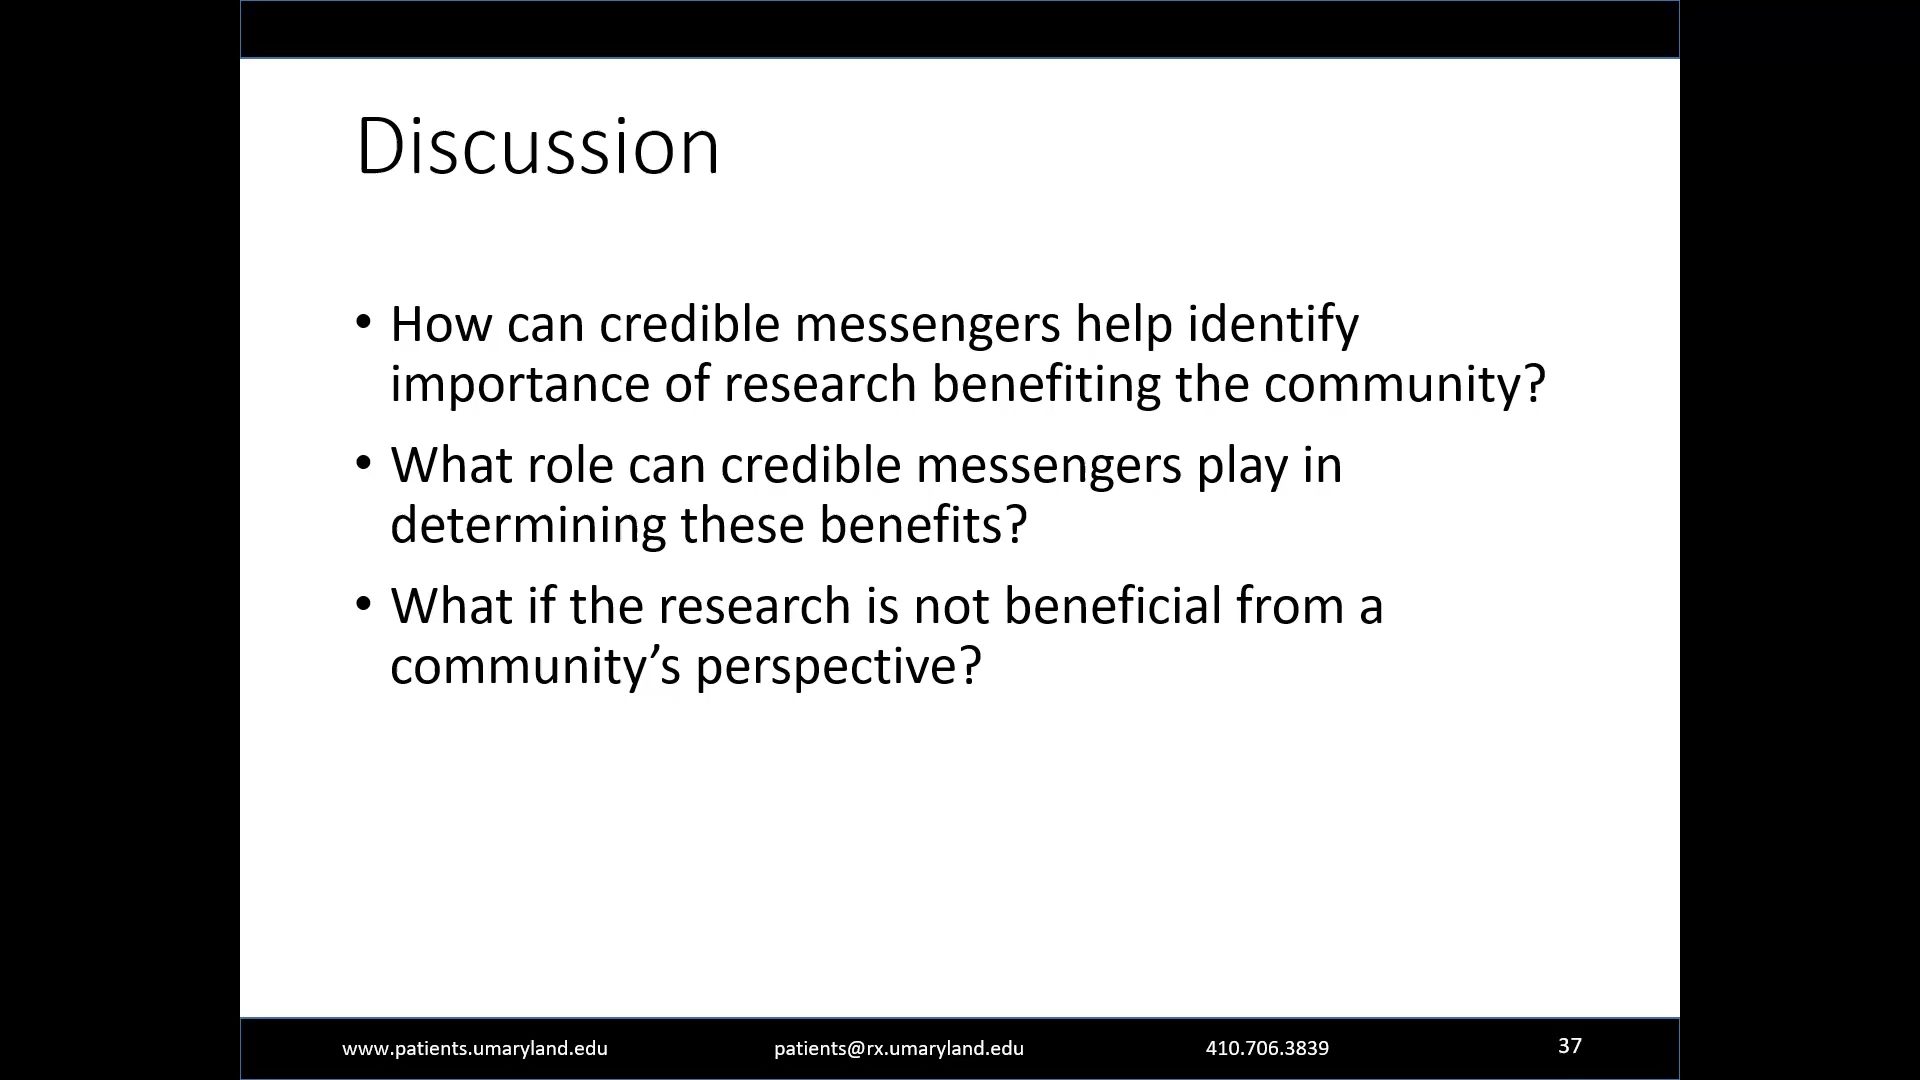 Discussion
• How can credible messengers help identify
importance of research benefiting the community?
• What role can credible messengers play in
determining these benefits?
• What if the research is not beneficial from a
community’s perspective?
www.patients.umaryland.edu patients@rx.umaryland.edu 410.706.3839 37